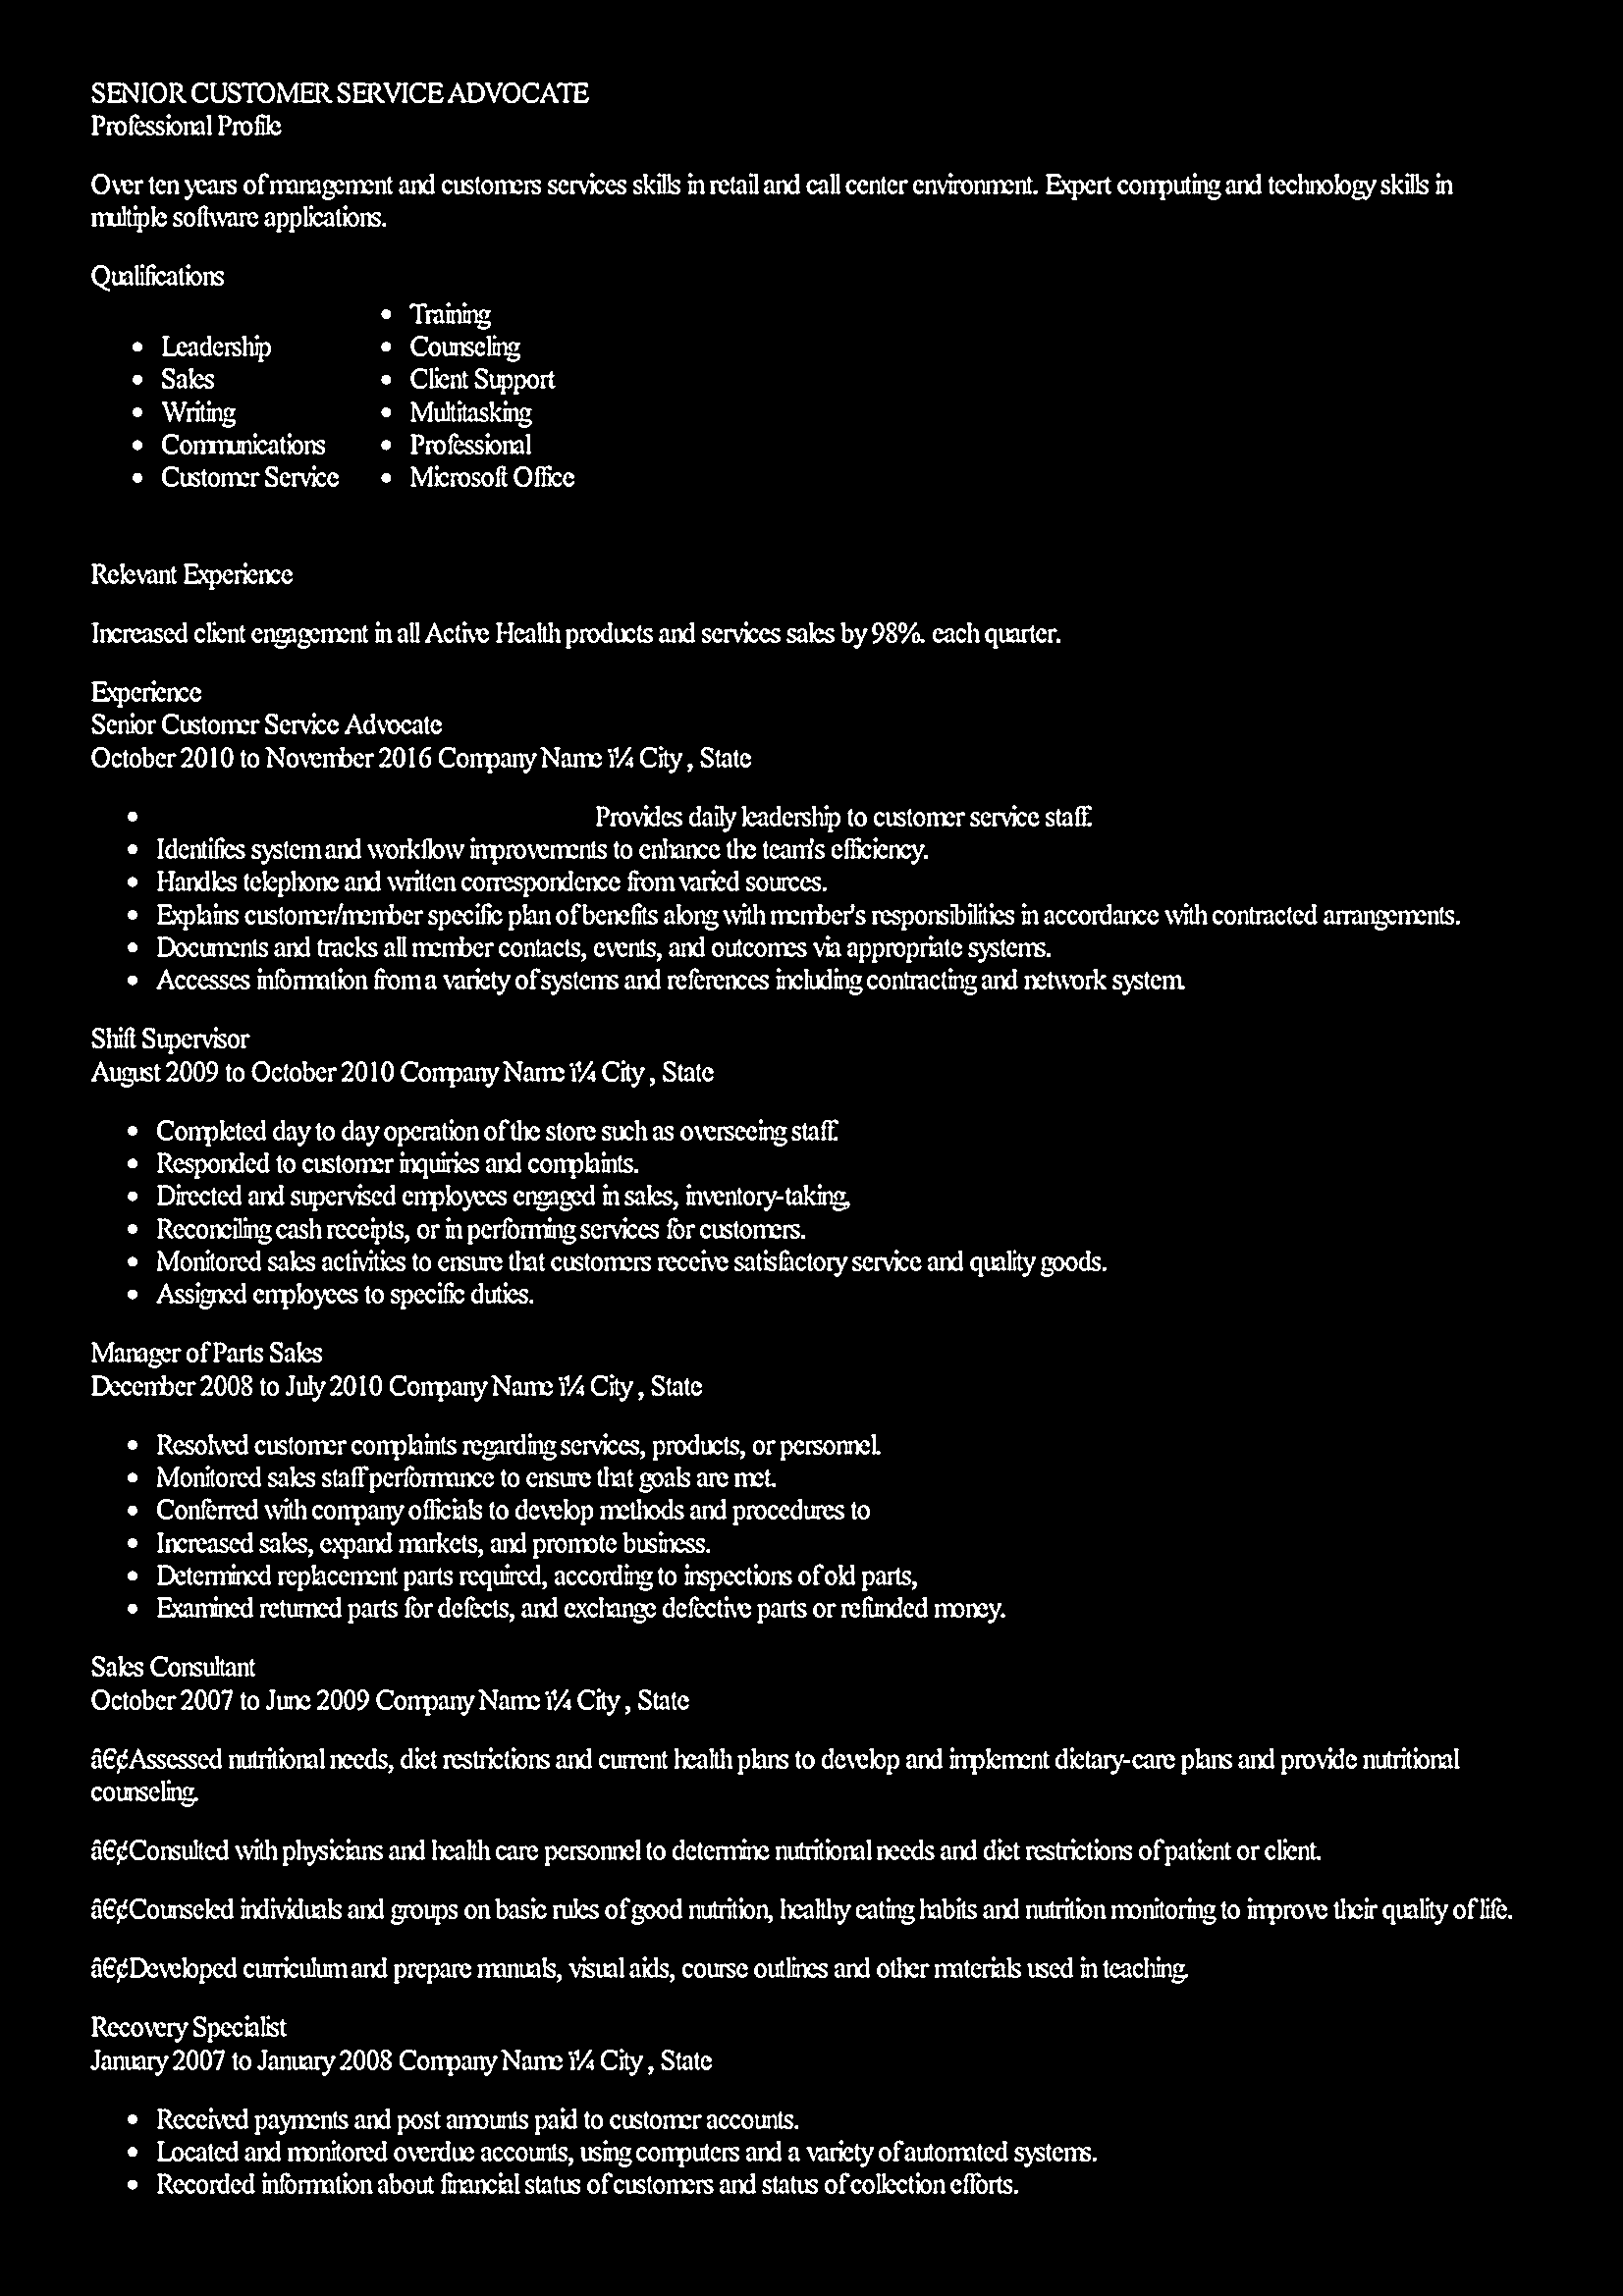 SENIOR CUSTOMER SERVICE ADVOCATE
Professional Profile
Over ten years of management and customers services skills in retail and call center environment. Expert computing and technology skills in
multiple software applications.
Qualifications
• Leadership
• Sales
• Writing
• Communications
• Customer Service
• Training
• Counseling
• Client Support
• Multitasking
• Professional
• Microsoft Office
Relevant Experience
Increased client engagement in all Active Health products and services sales by 98%. each quarter.
Experience
Senior Customer Service Advocate
October 2010 to November 2016 Company Name ï¼ City , State
• Provides daily leadership to customer service staff.
• Identifies system and workflow improvements to enhance the team's efficiency.
• Handles telephone and written correspondence from varied sources.
• Explains customer/member specific plan of benefits along with member's responsibilities in accordance with contracted arrangements.
• Documents and tracks all member contacts, events, and outcomes via appropriate systems.
• Accesses information from a variety of systems and references including contracting and network system.
Shift Supervisor
August 2009 to October 2010 Company Name ï¼ City , State
• Completed day to day operation of the store such as overseeing staff.
• Responded to customer inquiries and complaints.
• Directed and supervised employees engaged in sales, inventory-taking,
• Reconciling cash receipts, or in performing services for customers.
• Monitored sales activities to ensure that customers receive satisfactory service and quality goods.
• Assigned employees to specific duties.
Manager of Parts Sales
December 2008 to July 2010 Company Name ï¼ City , State
• Resolved customer complaints regarding services, products, or personnel.
• Monitored sales staff performance to ensure that goals are met.
• Conferred with company officials to develop methods and procedures to
• Increased sales, expand markets, and promote business.
• Determined replacement parts required, according to inspections of old parts,
• Examined returned parts for defects, and exchange defective parts or refunded money.
Sales Consultant
October 2007 to June 2009 Company Name ï¼ City , State
â€¢Assessed nutritional needs, diet restrictions and current health plans to develop and implement dietary-care plans and provide nutritional
counseling.
â€¢Consulted with physicians and health care personnel to determine nutritional needs and diet restrictions of patient or client.
â€¢Counseled individuals and groups on basic rules of good nutrition, healthy eating habits and nutrition monitoring to improve their quality of life.
â€¢Developed curriculum and prepare manuals, visual aids, course outlines and other materials used in teaching.
Recovery Specialist
January 2007 to January 2008 Company Name ï¼ City , State
• Received payments and post amounts paid to customer accounts.
• Located and monitored overdue accounts, using computers and a variety of automated systems.
• Recorded information about financial status of customers and status of collection efforts.